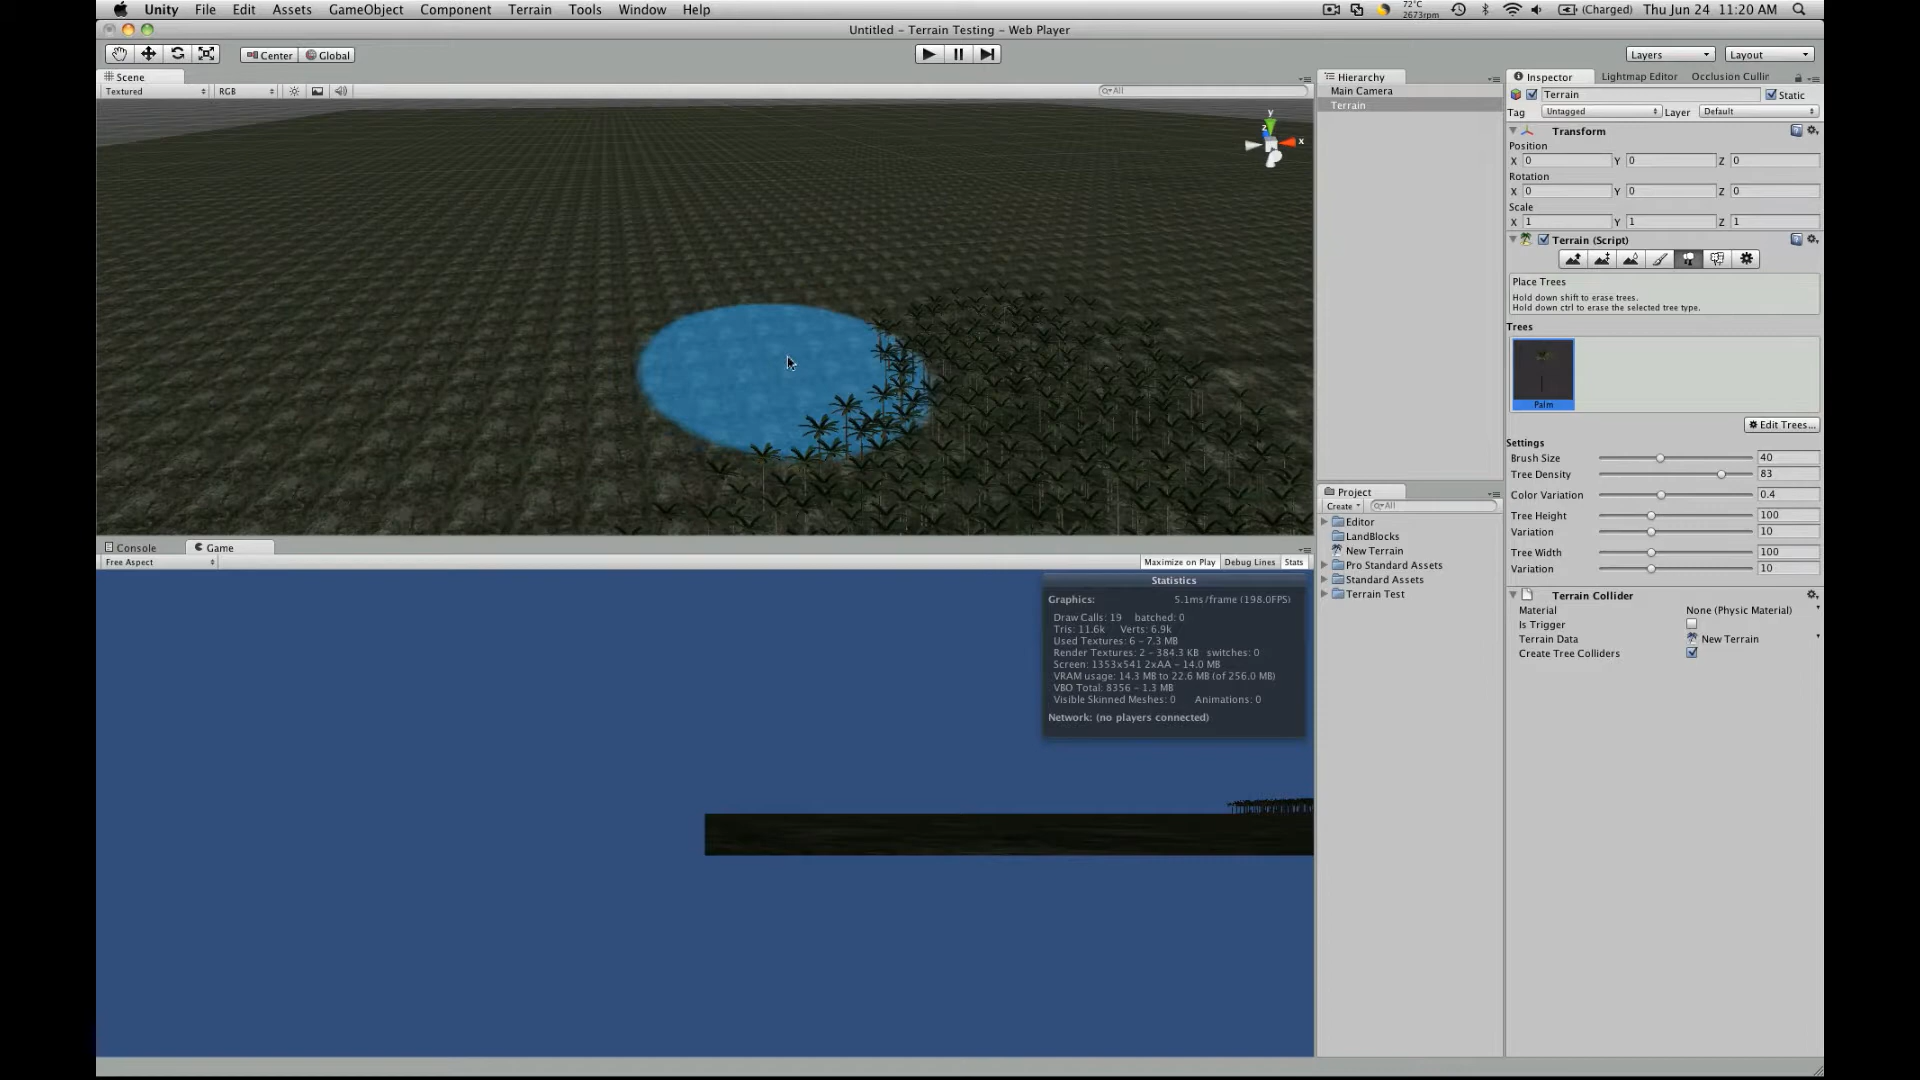 Unity File Edit Assets GameObject Component Terrain Tools Window Help 72°C 2673rpm (Charged) Thu Jun 24 11:20 AM
Untitled - Terrain Testing - Web Player
Center Global Layers Layout
Scene
Textured RGB All
y
z
x
Console Game
Free Aspect Maximize on Play Debug Lines Stats
Statistics
Graphics: 5.1ms/frame (198.0FPS)
Draw Calls: 19 batched: 0
Tris: 11.6k Verts: 6.9k
Used Textures: 6 - 7.3 MB
Render Textures: 2 - 384.3 KB switches: 0
Screen: 1353x541 2xAA - 14.0 MB
VRAM usage: 14.3 MB to 22.6 MB (of 256.0 MB)
VBO Total: 8356 - 1.3 MB
Visible Skinned Meshes: 0 Animations: 0
Network: (no players connected)
Hierarchy
Main Camera
Terrain
Project
Create All
Editor
LandBlocks
New Terrain
Pro Standard Assets
Standard Assets
Terrain Test
Inspector Lightmap Editor Occlusion Cullin
Terrain Static
Tag Untagged Layer Default
Transform
Position
X 0 Y 0 Z 0
Rotation
X 0 Y 0 Z 0
Scale
X 1 Y 1 Z 1
Terrain (Script)
Place Trees
Hold down shift to erase trees.
Hold down ctrl to erase the selected tree type.
Trees
Palm
Edit Trees...
Settings
Brush Size 40
Tree Density 83
Color Variation 0.4
Tree Height 100
Variation 10
Tree Width 100
Variation 10
Terrain Collider
Material None (Physic Material)
Is Trigger
Terrain Data New Terrain
Create Tree Colliders